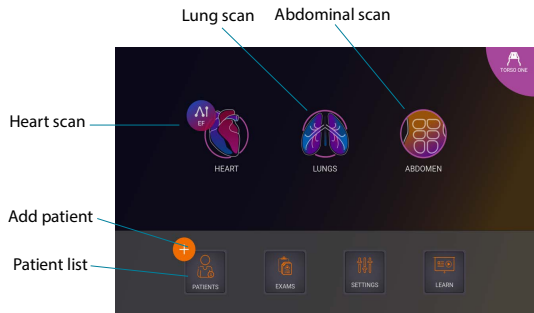 Lung scan
Abdominal scan
TORSO ONE
Heart scan
AI
EF
HEART
LUNGS
ABDOMEN
Add patient
+
Patient list
PATIENTS
EXAMS
SETTINGS
LEARN